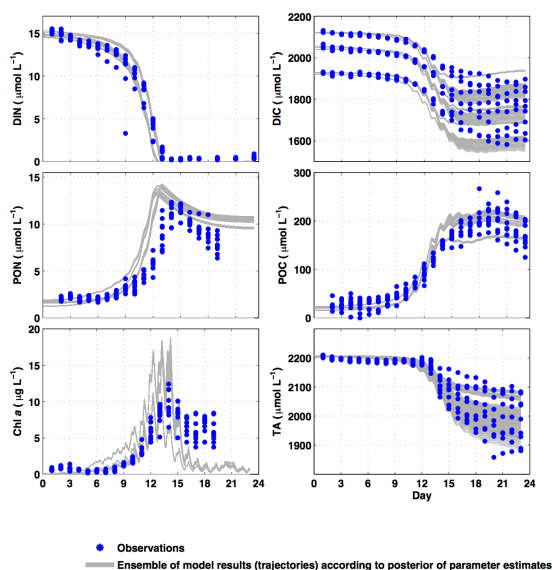 15
10
5
0
DIN ( μmol L⁻¹)
2200
2000
1800
1600
DIC ( μmol L⁻¹)
15
10
5
0
PON ( μmol L⁻¹)
300
200
100
0
POC ( μmol L⁻¹)
20
15
10
5
0
Chl a ( μg L⁻¹)
0 3 6 9 12 15 18 21 24
2200
2100
2000
1900
TA (μmol L⁻¹)
0 3 6 9 12 15 18 21 24
Day
Observations
Ensemble of model results (trajectories) according to posterior of parameter estimates